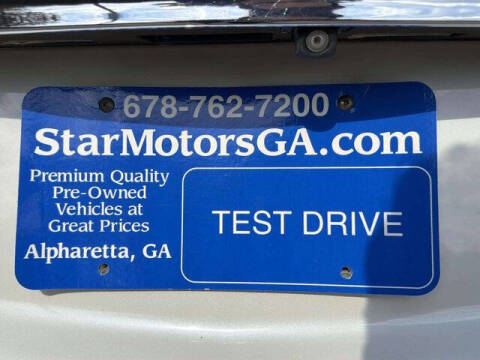 678-762-7200
StarMotorsGA.com
Premium Quality
Pre-Owned
Vehicles at
Great Prices
Alpharetta, GA
TEST DRIVE